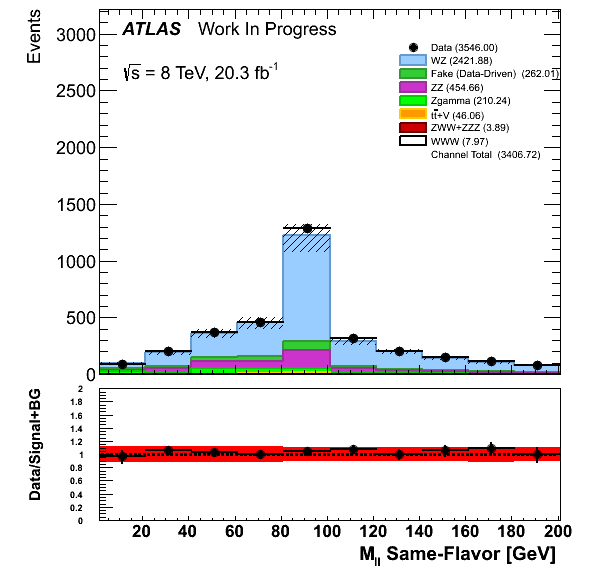 Events
ATLAS Work In Progress
√s = 8 TeV, 20.3 fb-1
Data (3546.00)
WZ (2421.88)
Fake (Data-Driven) (262.01)
ZZ (454.66)
Zgamma (210.24)
tt̄+V (46.06)
ZWW+ZZZ (3.89)
WWW (7.97)
Channel Total (3406.72)
3000
2500
2000
1500
1000
500
0
Data/Signal+BG
2
1.8
1.6
1.4
1.2
1
0.8
0.6
0.4
0.2
0
20 40 60 80 100 120 140 160 180 200
Mll Same-Flavor [GeV]